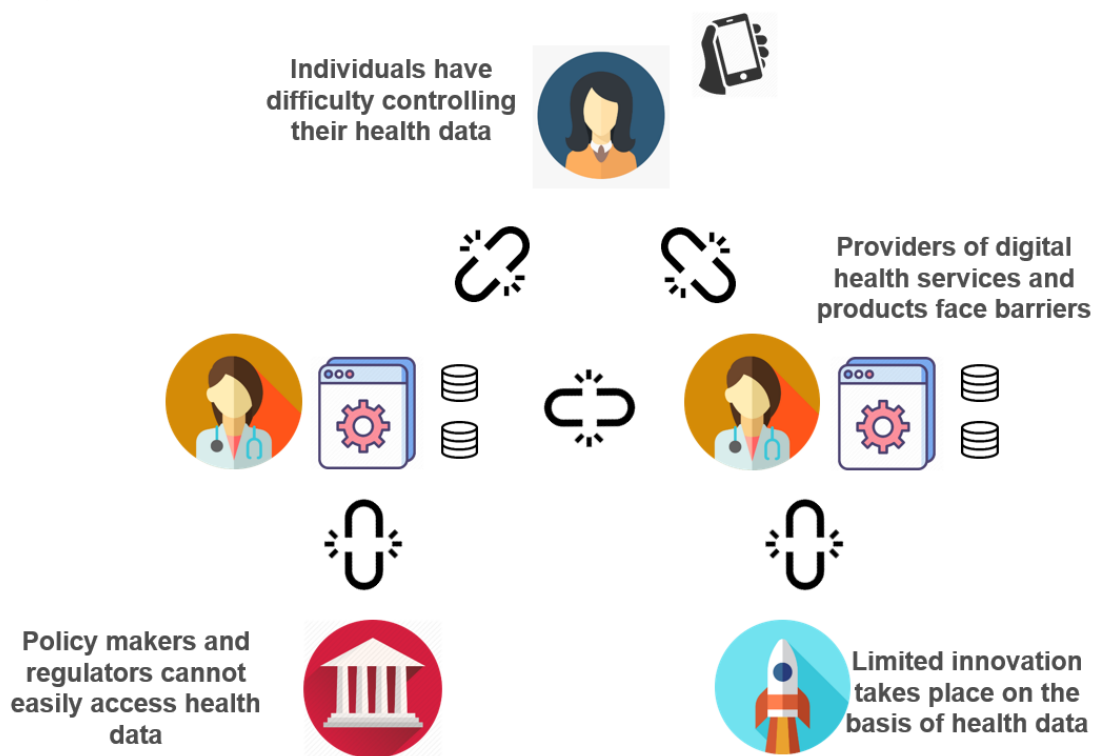 Individuals have
difficulty controlling
their health data
Providers of digital
health services and
products face barriers
Policy makers and
regulators cannot
easily access health
data
Limited innovation
takes place on the
basis of health data